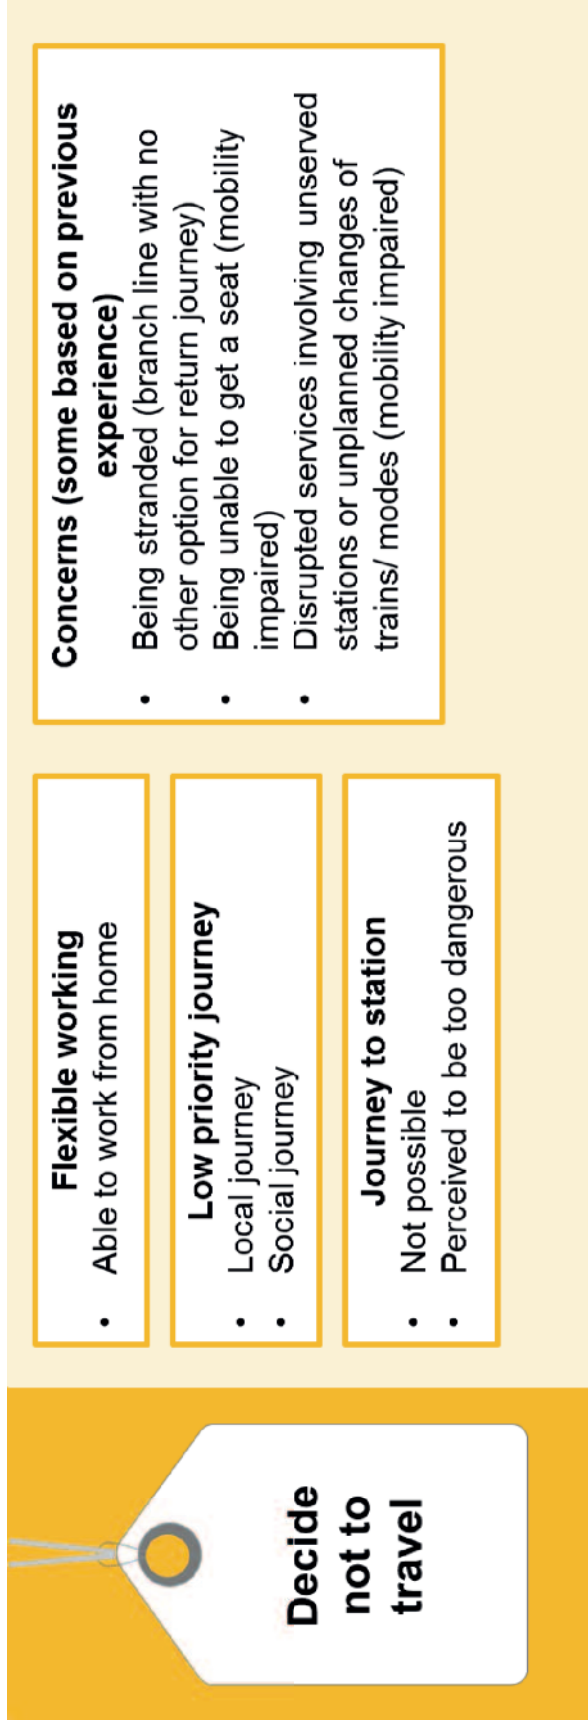 Decide
not to
travel
Flexible working
• Able to work from home
Low priority journey
• Local journey
• Social journey
Journey to station
• Not possible
• Perceived to be too dangerous
Concerns (some based on previous
experience)
• Being stranded (branch line with no
other option for return journey)
• Being unable to get a seat (mobility
impaired)
• Disrupted services involving unserved
stations or unplanned changes of
trains/ modes (mobility impaired)